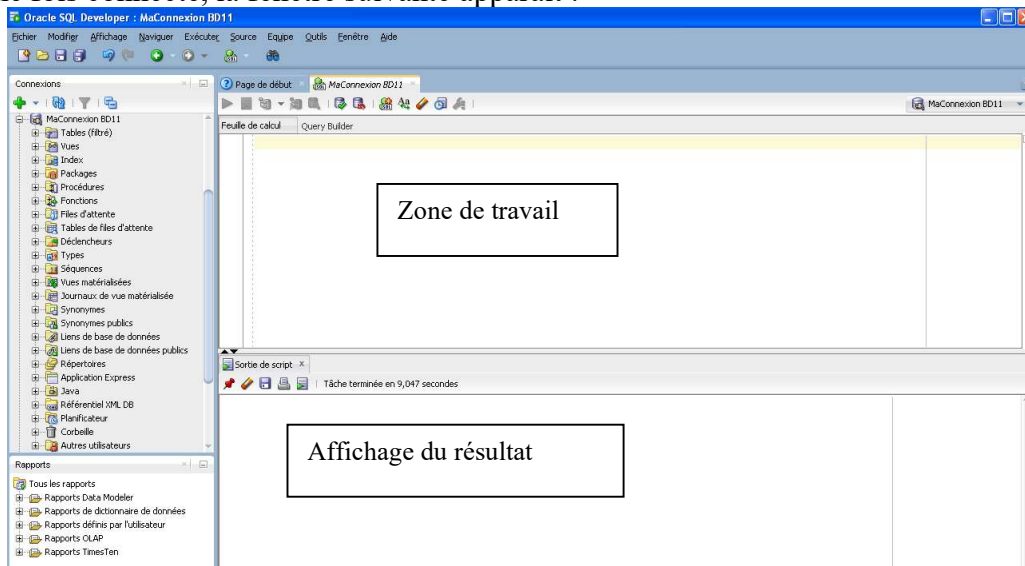 Oracle SQL Developer : MaConnexion BD11
Fichier Modifier Affichage Naviguer Exécuter Source Equipe Outils Fenêtre Aide
Connexions
MaConnexion BD11
Tables (filtré)
Vues
Index
Packages
Procédures
Fonctions
Files d'attente
Tables de files d'attente
Déclencheurs
Types
Séquences
Vues matérialisées
Journaux de vue matérialisée
Synonymes
Synonymes publics
Liens de base de données
Liens de base de données publics
Répertoires
Application Express
Java
Référentiel XML DB
Planificateur
Corbeille
Autres utilisateurs
Rapports
Tous les rapports
Rapports Data Modeler
Rapports de dictionnaire de données
Rapports définis par l'utilisateur
Rapports OLAP
Rapports TimesTen
Page de début
MaConnexion BD11
MaConnexion BD11
Feuille de calcul Query Builder
Zone de travail
Sortie de script
Tâche terminée en 9,047 secondes
Affichage du résultat